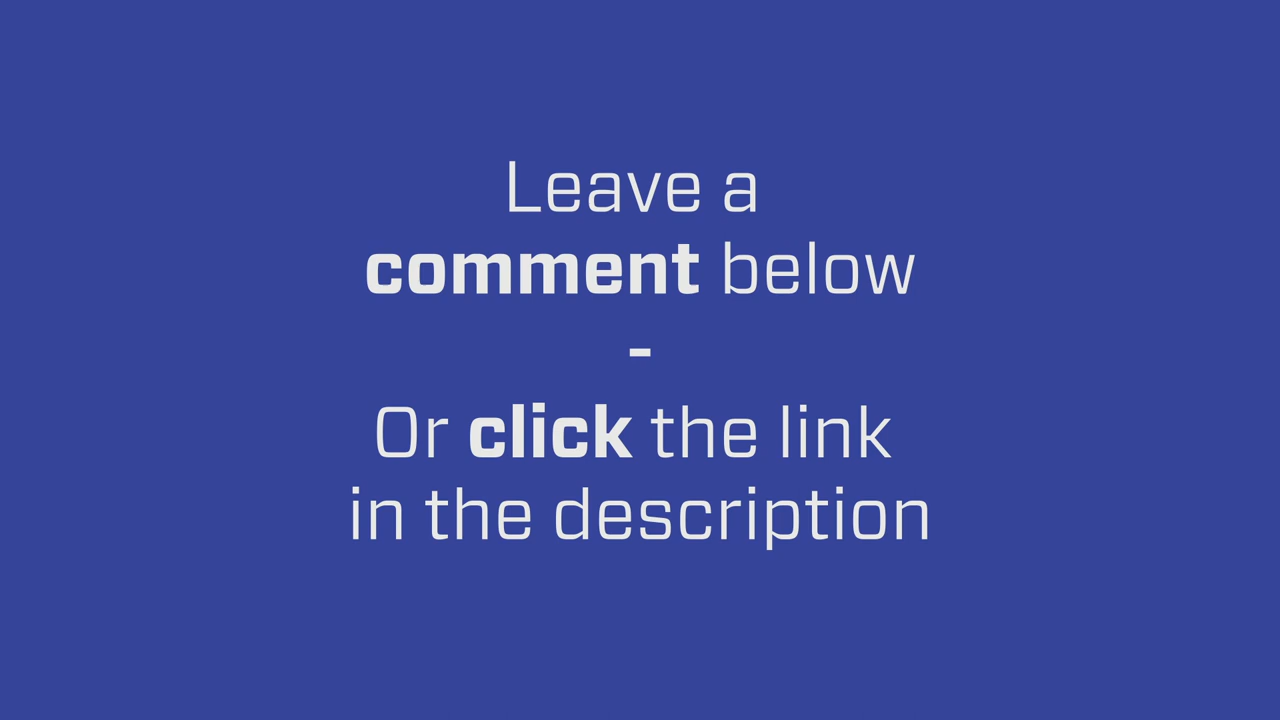 Leave a
comment below
-
Or click the link
in the description